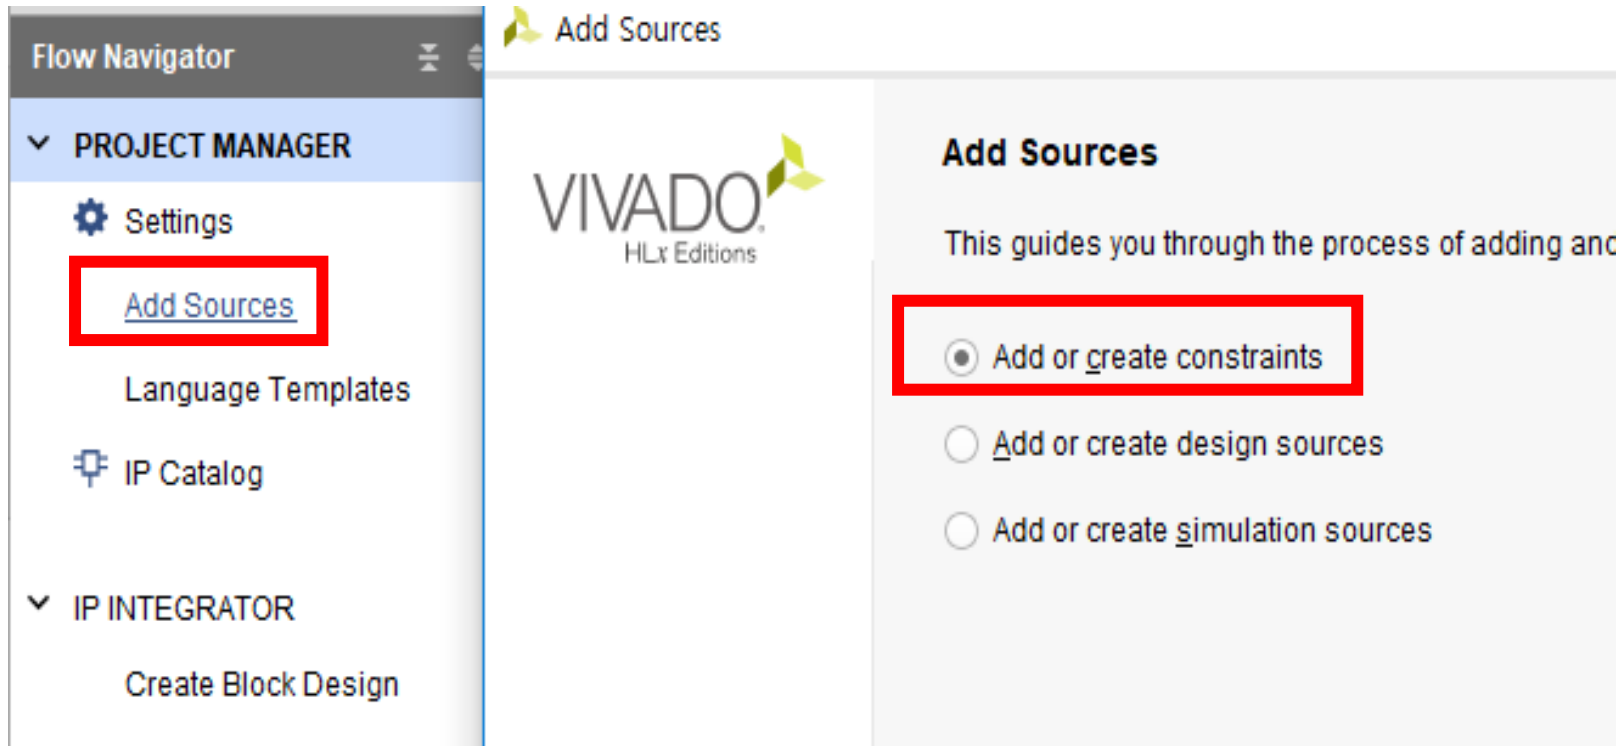 Flow Navigator
PROJECT MANAGER
Settings
Add Sources
Language Templates
IP Catalog
IP INTEGRATOR
Create Block Design
Add Sources
VIVADO
HLx Editions
Add Sources
This guides you through the process of adding and
Add or create constraints
Add or create design sources
Add or create simulation sources